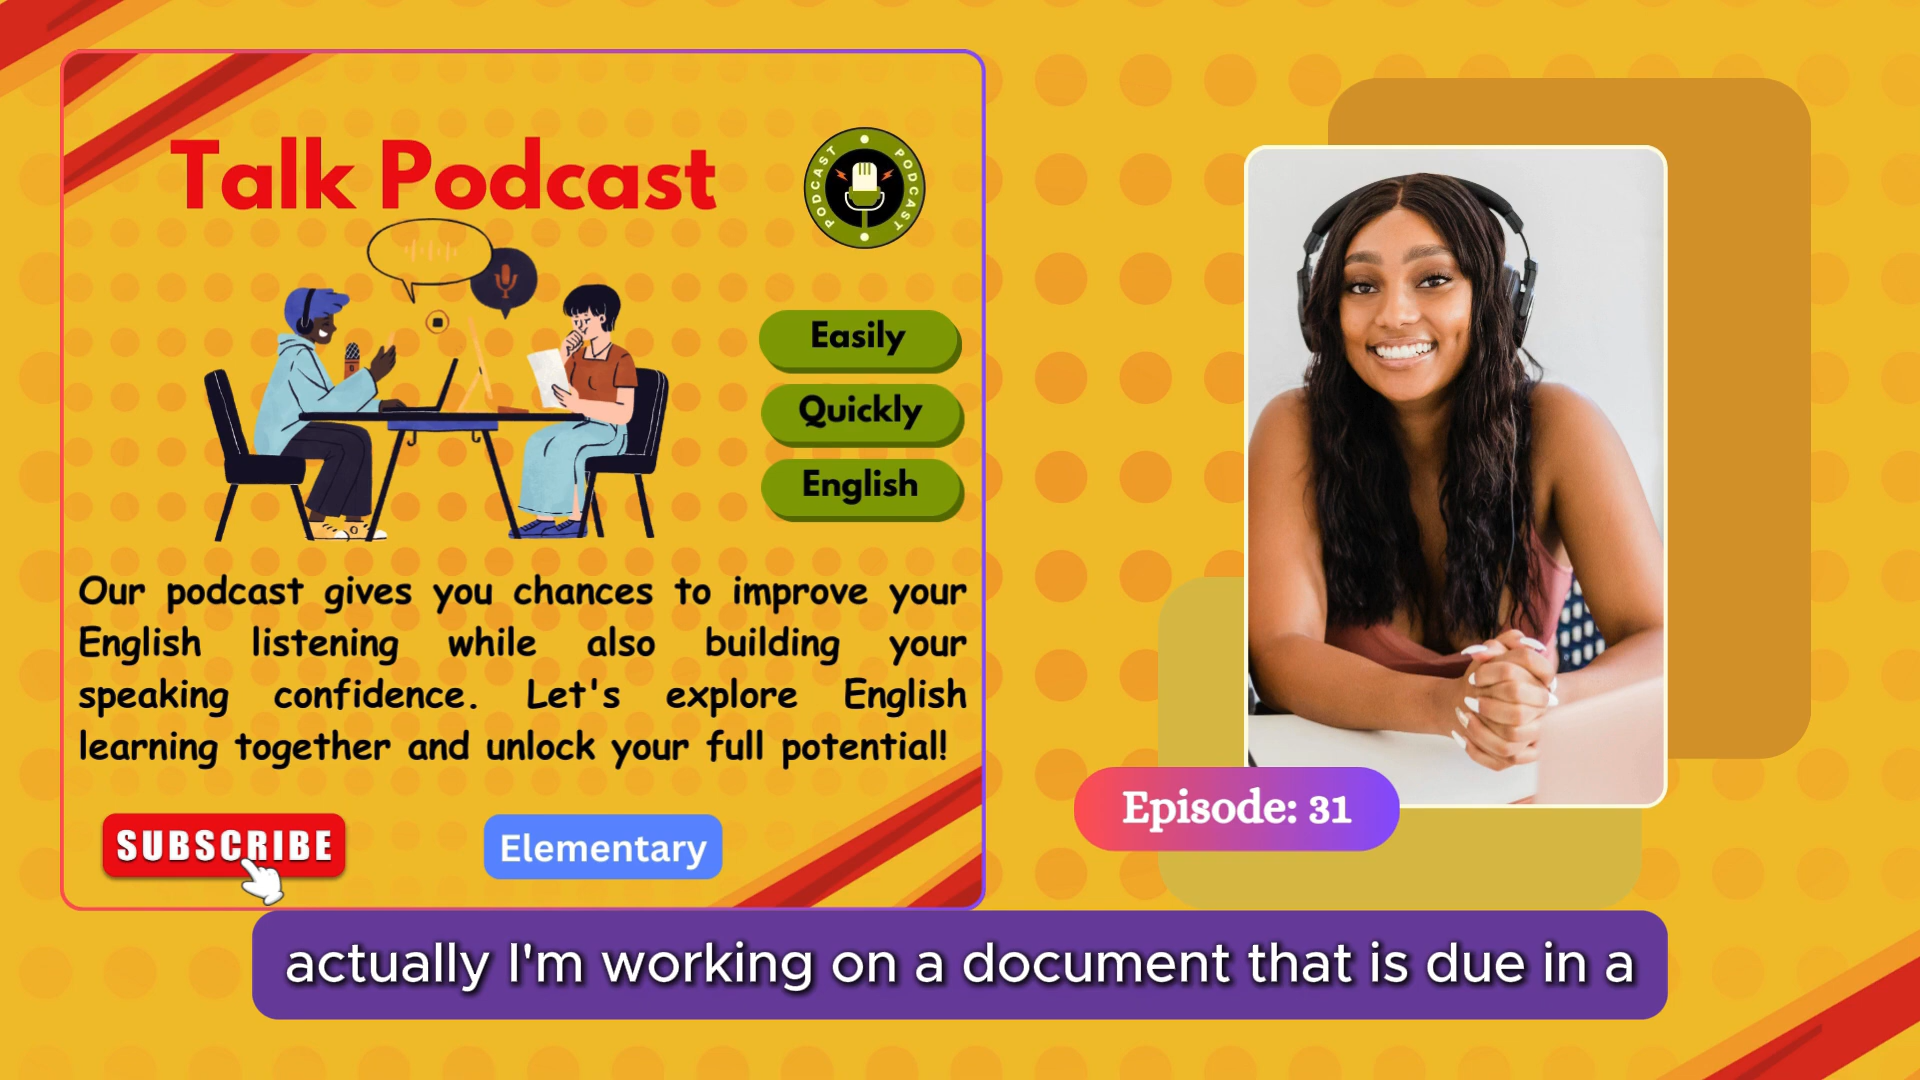 Talk Podcast
PODCAST PODCAST
Easily
Quickly
English
Our podcast gives you chances to improve your
English listening while also building your
speaking confidence. Let's explore English
learning together and unlock your full potential!
SUBSCRIBE
Elementary
Episode: 31
actually I'm working on a document that is due in a